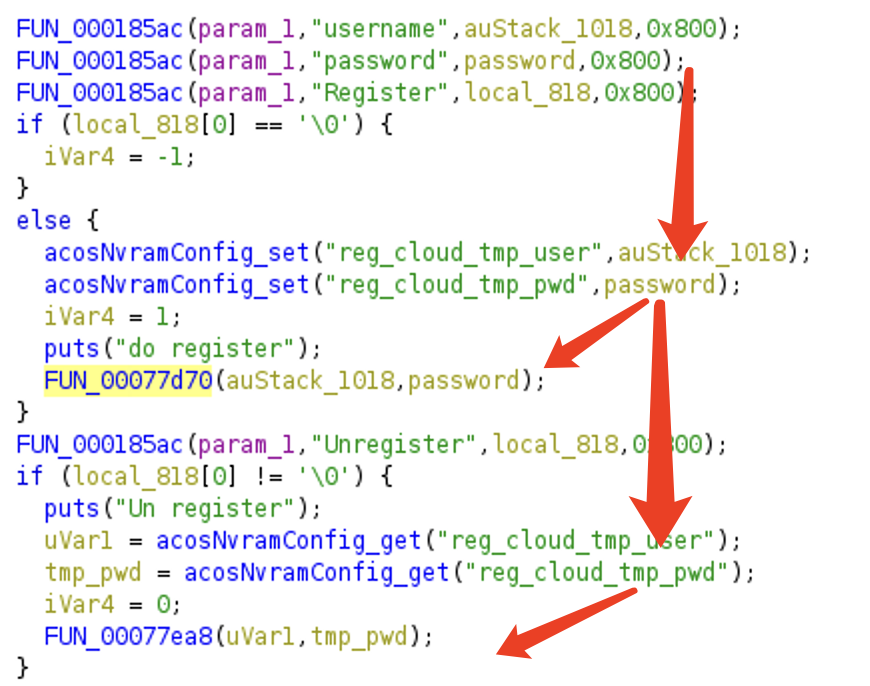 FUN_000185ac(param_1,"username",auStack_1018,0x800);
FUN_000185ac(param_1,"password",password,0x800);
FUN_000185ac(param_1,"Register",local_818,0x800);
if (local_818[0] == '\0') {
iVar4 = -1;
}
else {
acosNvramConfig_set("reg_cloud_tmp_user",auStack_1018);
acosNvramConfig_set("reg_cloud_tmp_pwd",password);
iVar4 = 1;
puts("do register");
FUN_00077d70(auStack_1018,password);
}
FUN_000185ac(param_1,"Unregister",local_818,0x800);
if (local_818[0] != '\0') {
puts("Un register");
uVar1 = acosNvramConfig_get("reg_cloud_tmp_user");
tmp_pwd = acosNvramConfig_get("reg_cloud_tmp_pwd");
iVar4 = 0;
FUN_00077ea8(uVar1,tmp_pwd);
}